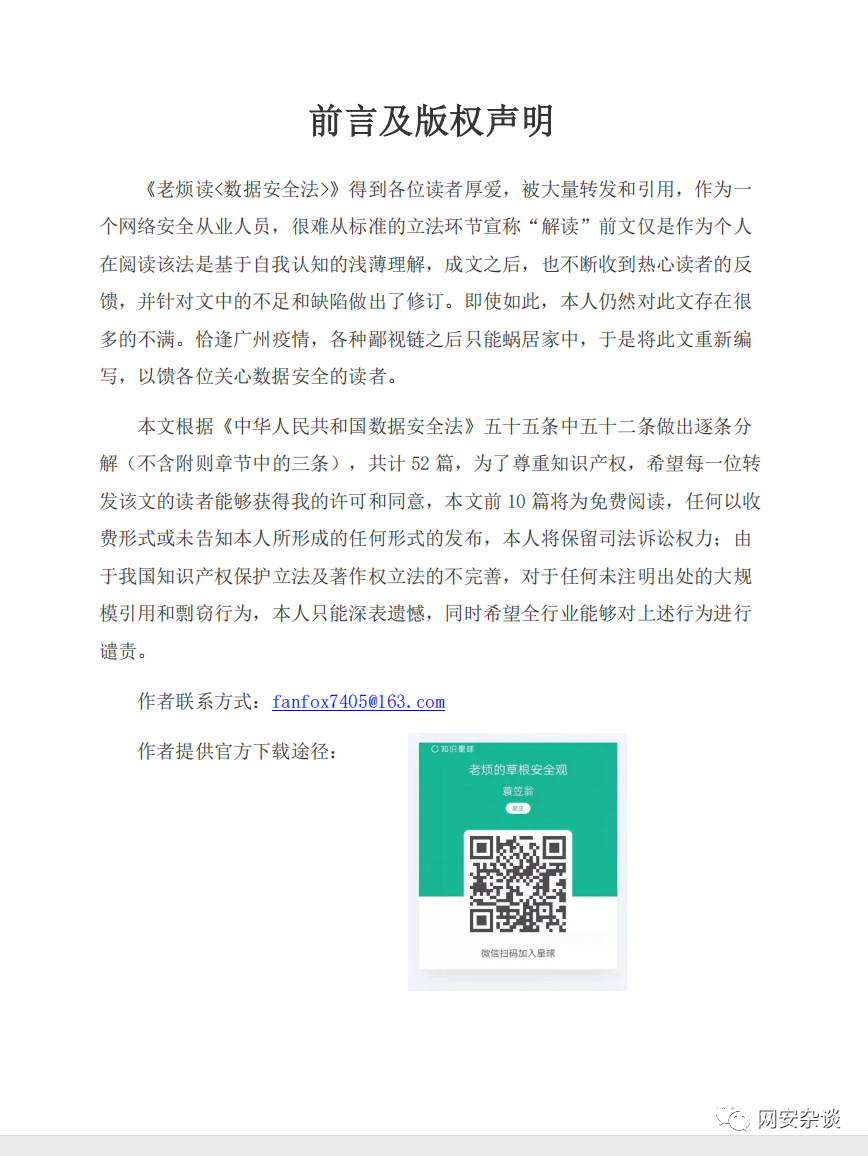 前言及版权声明
《老烦读<数据安全法>》得到各位读者厚爱，被大量转发和引用，作为一
个网络安全从业人员，很难从标准的立法环节宣称“解读”前文仅是作为个人
在阅读该法是基于自我认知的浅薄理解，成文之后，也不断收到热心读者的反
馈，并针对文中的不足和缺陷做出了修订。即使如此，本人仍然对此文存在很
多的不满。恰逢广州疫情，各种鄙视链之后只能蜗居家中，于是将此文重新编
写，以馈各位关心数据安全的读者。
本文根据《中华人民共和国数据安全法》五十五条中五十二条做出逐条分
解（不含附则章节中的三条），共计 52 篇，为了尊重知识产权，希望每一位转
发该文的读者能够获得我的许可和同意，本文前 10 篇将为免费阅读，任何以收
费形式或未告知本人所形成的任何形式的发布，本人将保留司法诉讼权力；由
于我国知识产权保护立法及著作权立法的不完善，对于任何未注明出处的大规
模引用和剽窃行为，本人只能深表遗憾，同时希望全行业能够对上述行为进行
谴责。
作者联系方式：fanfox7405@163.com
作者提供官方下载途径：
知识星球
老烦的草根安全观
蓑笠翁
星主
微信扫码加入星球
网安杂谈